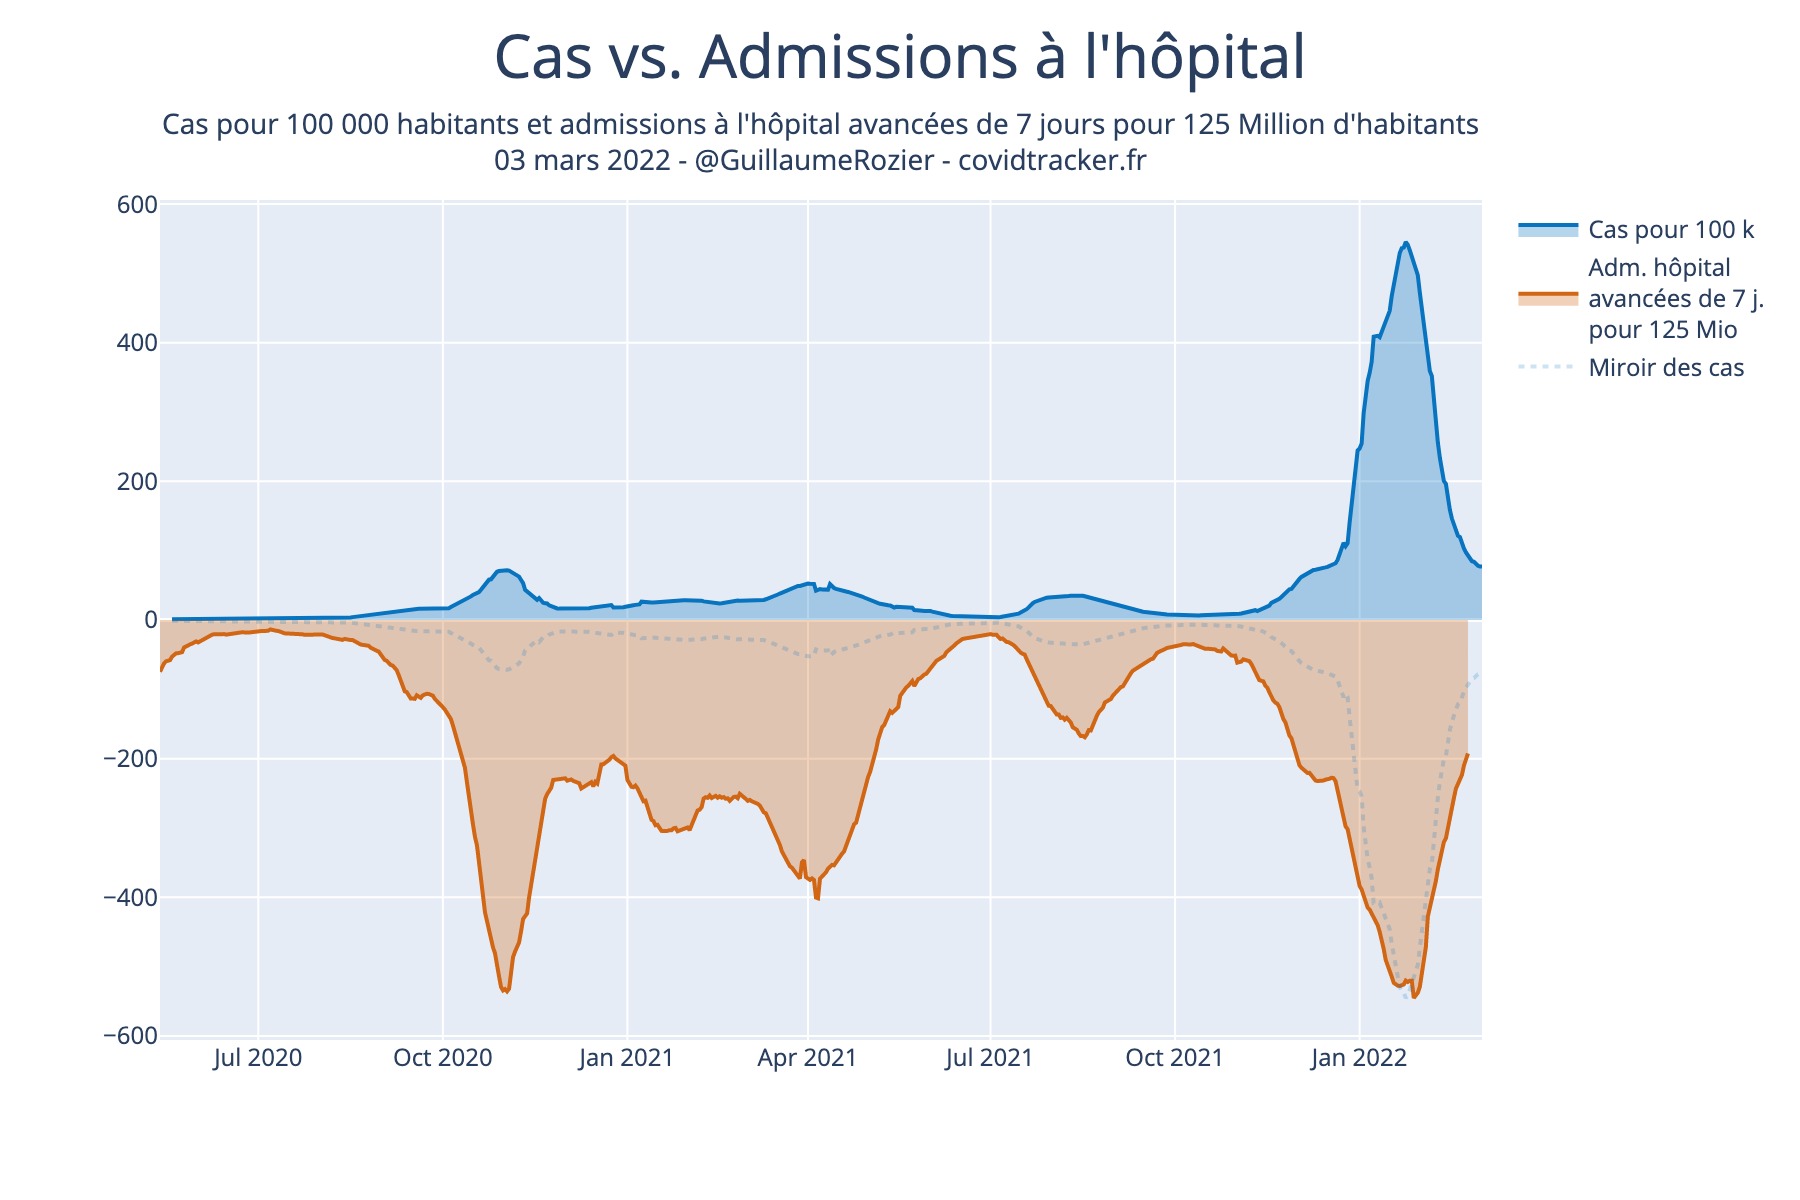 Cas vs. Admissions à l'hôpital
Cas pour 100 000 habitants et admissions à l'hôpital avancées de 7 jours pour 125 Million d'habitants
03 mars 2022 - @GuillaumeRozier - covidtracker.fr
600
400
200
0
−200
−400
−600
Jul 2020
Oct 2020
Jan 2021
Apr 2021
Jul 2021
Oct 2021
Jan 2022
Cas pour 100 k
Adm. hôpital
avancées de 7 j.
pour 125 Mio
Miroir des cas